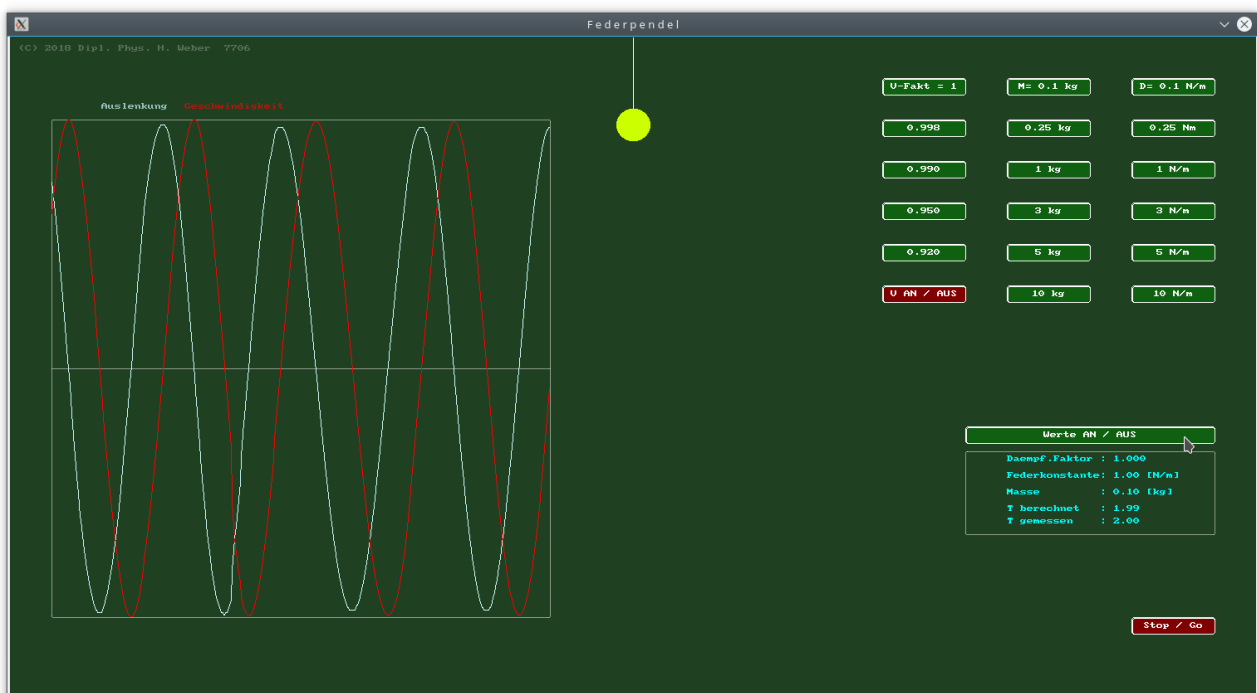 Federpendel
(C) 2018 Dipl. Phys. H. Weber 7706
Auslenkung Geschwindigkeit
V-Fakt = 1 M= 0.1 kg D= 0.1 N/m
0.998 0.25 kg 0.25 Nm
0.990 1 kg 1 N/m
0.950 3 kg 3 N/m
0.920 5 kg 5 N/m
V AN / AUS 10 kg 10 N/m
Werte AN / AUS
Daempf.Faktor : 1.000
Federkonstante: 1.00 [N/m]
Masse : 0.10 [kg]
T berechnet : 1.99
T gemessen : 2.00
Stop / Go